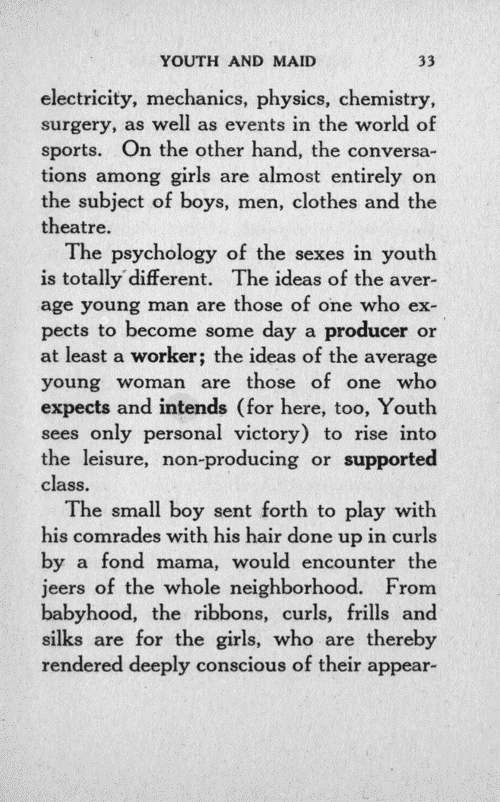 YOUTH AND MAID 33
electricity, mechanics, physics, chemistry,
surgery, as well as events in the world of
sports. On the other hand, the conversa-
tions among girls are almost entirely on
the subject of boys, men, clothes and the
theatre.
The psychology of the sexes in youth
is totally different. The ideas of the aver-
age young man are those of one who ex-
pects to become some day a producer or
at least a worker; the ideas of the average
young woman are those of one who
expects and intends (for here, too, Youth
sees only personal victory) to rise into
the leisure, non-producing or supported
class.
The small boy sent forth to play with
his comrades with his hair done up in curls
by a fond mama, would encounter the
jeers of the whole neighborhood. From
babyhood, the ribbons, curls, frills and
silks are for the girls, who are thereby
rendered deeply conscious of their appear-